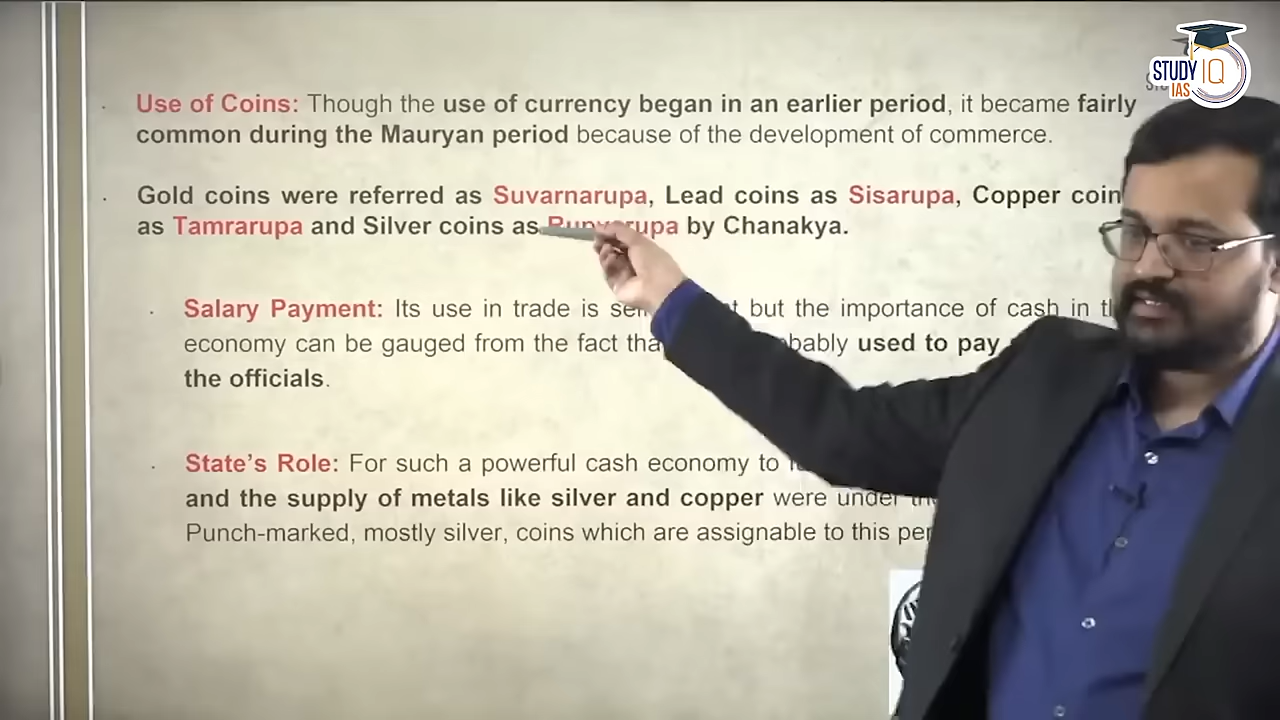 STUDY IQ
IAS
Use of Coins: Though the use of currency began in an earlier period, it became fairly
common during the Mauryan period because of the development of commerce.
Gold coins were referred as Suvarnarupa, Lead coins as Sisarupa, Copper coin
as Tamrarupa and Silver coins as by Chanakya.
Salary Payment: Its use in trade is but the importance of cash in
economy can be gauged from the fact used to pay
the officials.
State's Role: For such a powerful cash economy to
and the supply of metals like silver and copper were under
Punch-marked, mostly silver, coins which are assignable to this